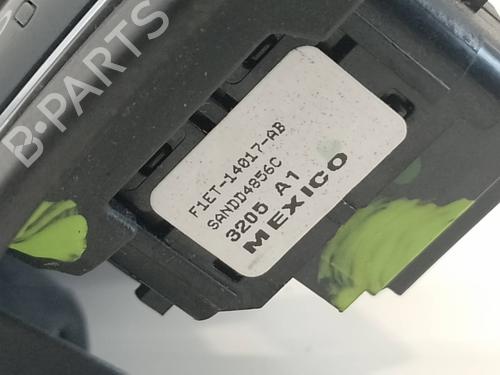 B-PARTS
F1ET-14017-AB
SANDD4856C
3205 A1
MEXICO